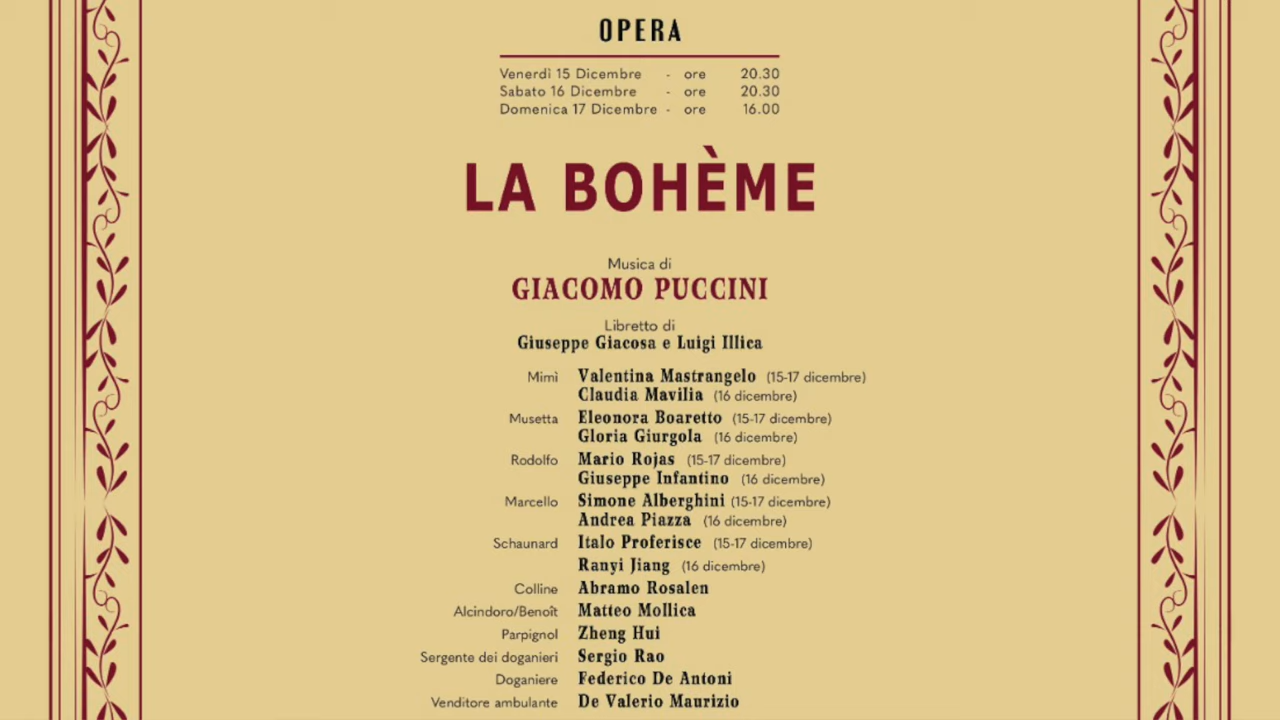 OPERA
Venerdì 15 Dicembre - ore 20.30
Sabato 16 Dicembre - ore 20.30
Domenica 17 Dicembre - ore 16.00
LA BOHÈME
Musica di
GIACOMO PUCCINI
Libretto di
Giuseppe Giacosa e Luigi Illica
Mimì Valentina Mastrangelo (15-17 dicembre)
Claudia Mavilia (16 dicembre)
Musetta Eleonora Boaretto (15-17 dicembre)
Gloria Giurgola (16 dicembre)
Rodolfo Mario Rojas (15-17 dicembre)
Giuseppe Infantino (16 dicembre)
Marcello Simone Alberghini (15-17 dicembre)
Andrea Piazza (16 dicembre)
Schaunard Italo Proferisce (15-17 dicembre)
Ranyi Jiang (16 dicembre)
Colline Abramo Rosalen
Alcindoro/Benoît Matteo Mollica
Parpignol Zheng Hui
Sergente dei doganieri Sergio Rao
Doganiere Federico De Antoni
Venditore ambulante De Valerio Maurizio